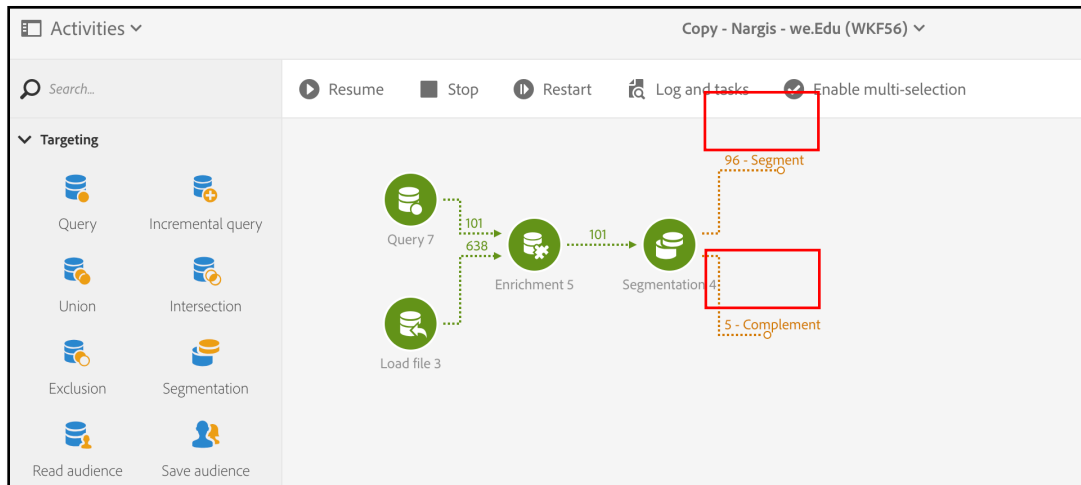 Activities
Copy - Nargis - we.Edu (WKF56)
Search...
Resume
Stop
Restart
Log and tasks
Enable multi-selection
Targeting
Query
Incremental query
Union
Intersection
Exclusion
Segmentation
Read audience
Save audience
96 - Segment
Query 7
101
638
Enrichment 5
101
Segmentation 4
5 - Complement
Load file 3